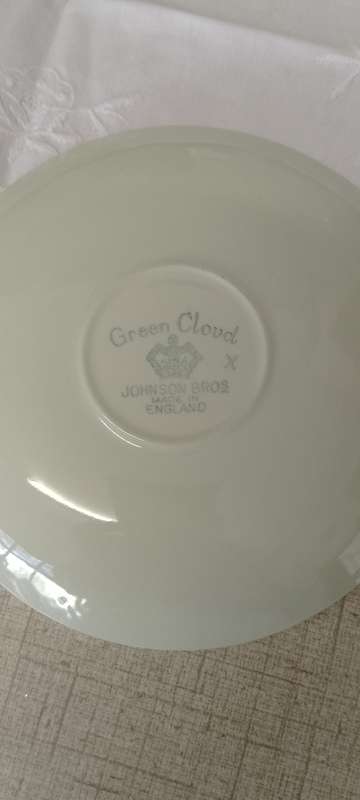 Green Cloud
X
JOHNSON BROS.
MADE IN
ENGLAND